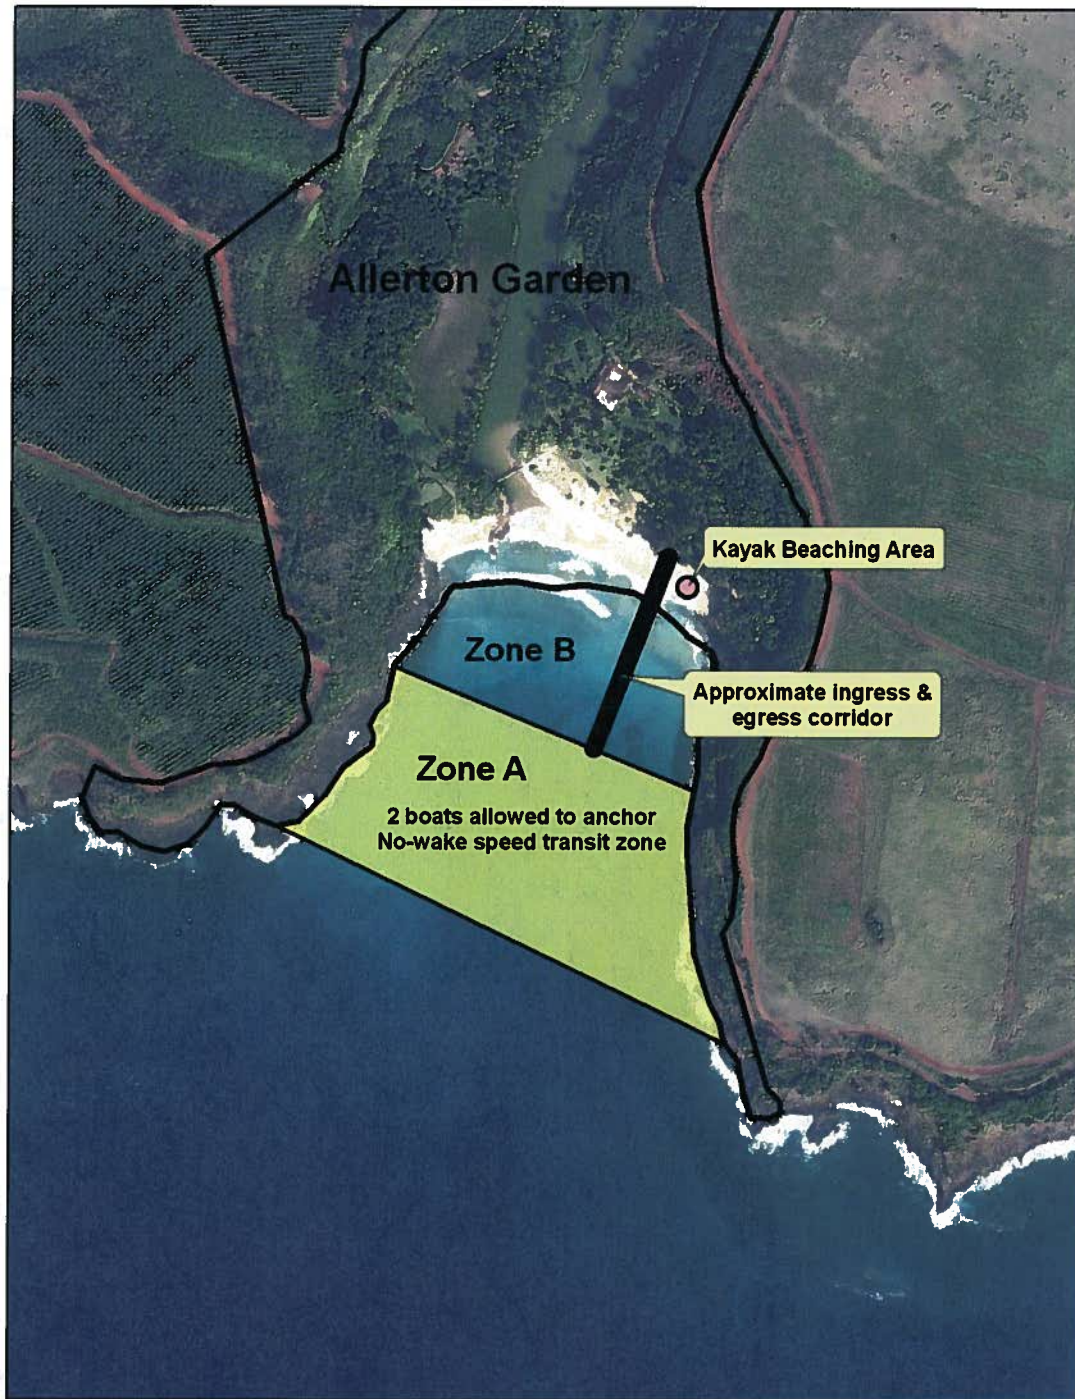 Allerton Garden
Kayak Beaching Area
Zone B
Approximate ingress &
egress corridor
Zone A
2 boats allowed to anchor
No-wake speed transit zone